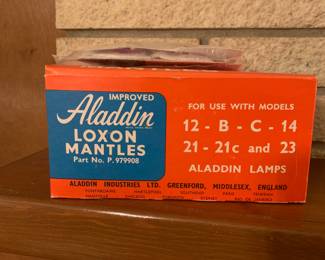 IMPROVED
Aladdin
LOXON
MANTLES
Part No. P. 979908
FOR USE WITH MODELS
12 - B - C - 14
21 - 21c and 23
ALADDIN LAMPS
ALADDIN INDUSTRIES LTD. GREENFORD, MIDDLESEX, ENGLAND